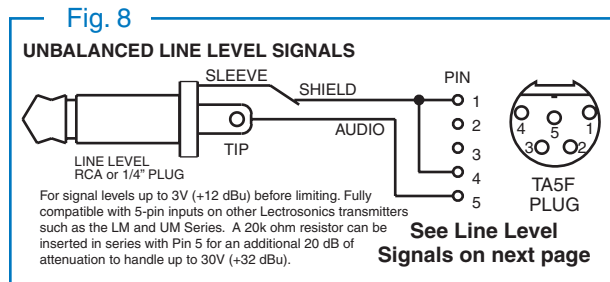 Fig. 8
UNBALANCED LINE LEVEL SIGNALS
SLEEVE
SHIELD
PIN
1
2
3
4
5
AUDIO
TIP
LINE LEVEL
RCA or 1/4" PLUG
4
5
1
3
2
TA5F
PLUG
For signal levels up to 3V (+12 dBu) before limiting. Fully
compatible with 5-pin inputs on other Lectrosonics transmitters
such as the LM and UM Series. A 20k ohm resistor can be
inserted in series with Pin 5 for an additional 20 dB of
attenuation to handle up to 30V (+32 dBu).
See Line Level
Signals on next page